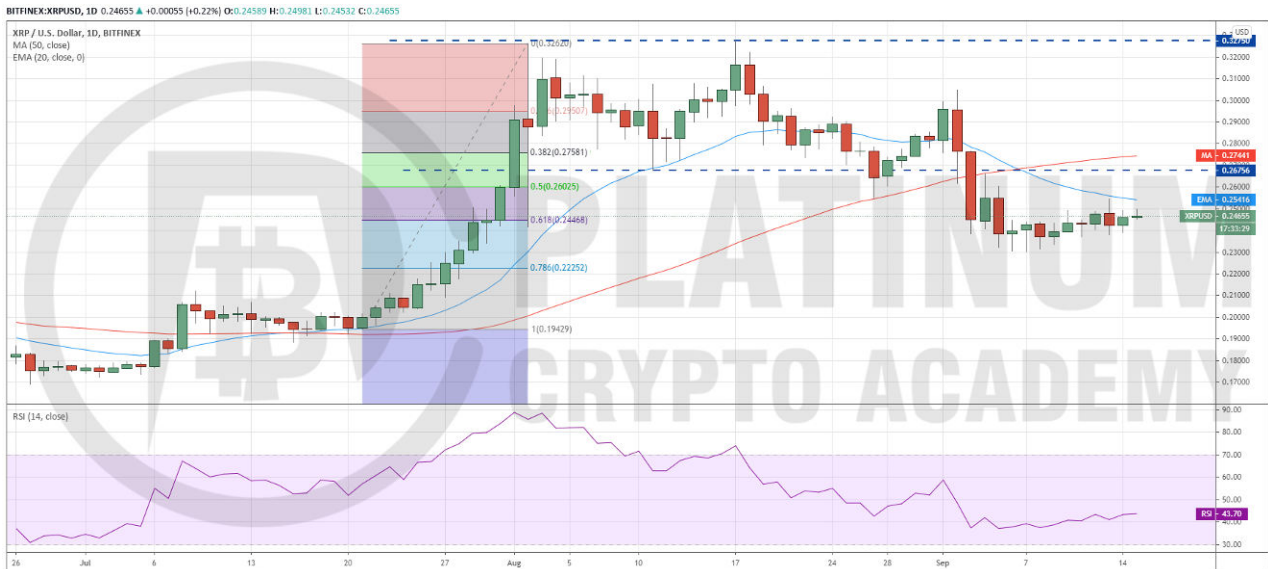 BITFINEX:XRPUSD, 1D 0.24655 ▲ +0.00055 (+0.22%) O:0.24589 H:0.24981 L:0.24532 C:0.24655
XRP / U.S. Dollar, 1D, BITFINEX
MA (50, close)
EMA (20, close, 0)
USD
0.32750
0.32000
0.31000
0.30000
0.29000
0.28000
MA 0.27441
0.26756
0.26000
EMA 0.25416
XRPUSD 0.24655
17:33:29
0.23000
0.22000
0.21000
0.20000
0.19000
0.18000
0.17000
0(0.32620)
0.382(0.27581)
0.5(0.26025)
0.618(0.24468)
0.786(0.22252)
1(0.19429)
PLATINUM
CRYPTO ACADEMY
RSI (14, close)
90.00
80.00
70.00
60.00
50.00
RSI 43.70
40.00
30.00
26 Jul 6 13 20 27 Aug 5 10 17 24 28 Sep 7 14